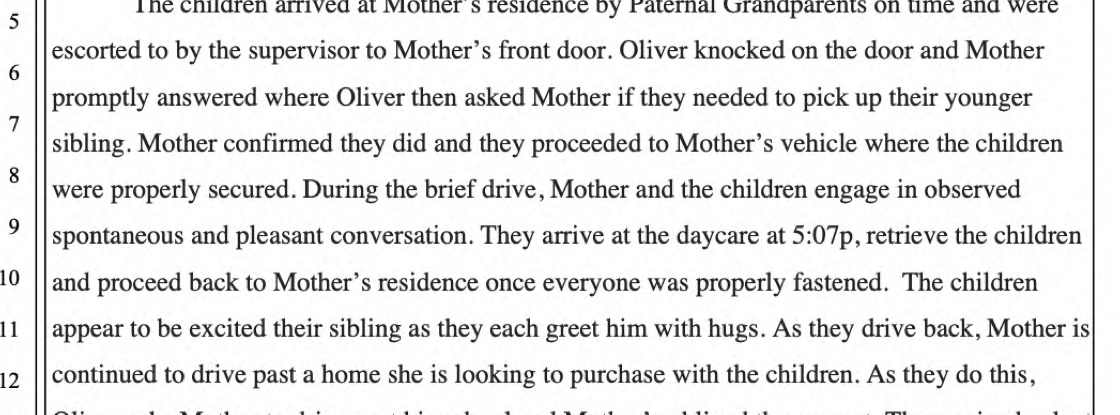 The children arrived at Mother's residence by Paternal Grandparents on time and were
5
escorted to by the supervisor to Mother's front door. Oliver knocked on the door and Mother
6
promptly answered where Oliver then asked Mother if they needed to pick up their younger
7
sibling. Mother confirmed they did and they proceeded to Mother's vehicle where the children
8
were properly secured. During the brief drive, Mother and the children engage in observed
9
spontaneous and pleasant conversation. They arrive at the daycare at 5:07p, retrieve the children
10
and proceed back to Mother's residence once everyone was properly fastened.  The children
11
appear to be excited their sibling as they each greet him with hugs. As they drive back, Mother is
12
continued to drive past a home she is looking to purchase with the children. As they do this,